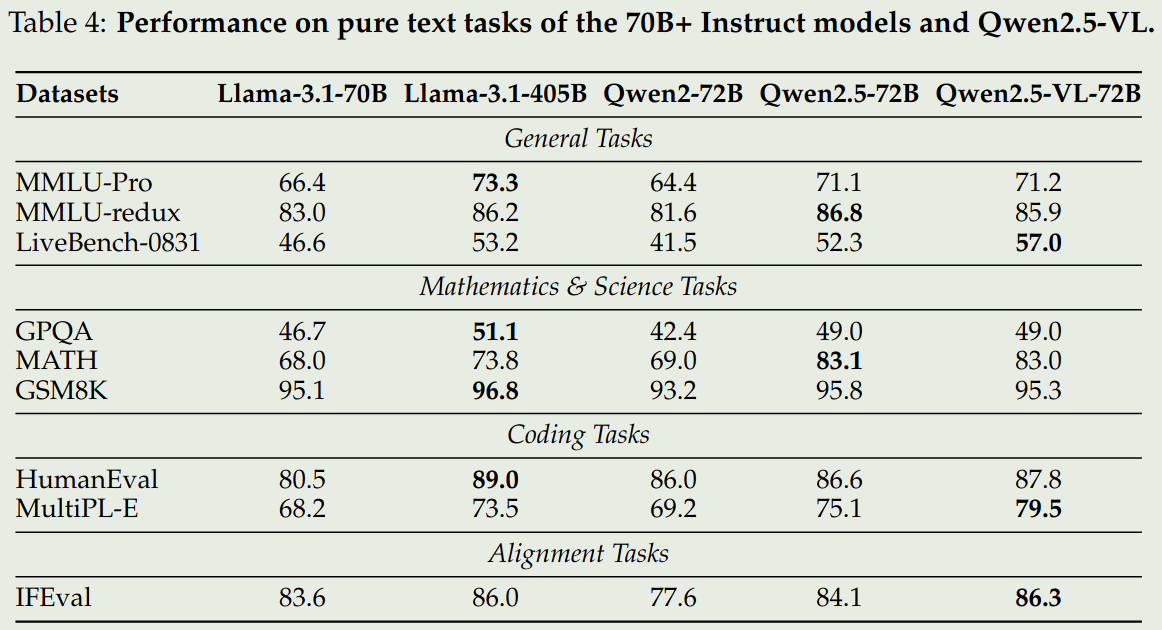 Table 4: Performance on pure text tasks of the 70B+ Instruct models and Qwen2.5-VL.
Datasets Llama-3.1-70B Llama-3.1-405B Qwen2-72B Qwen2.5-72B Qwen2.5-VL-72B
General Tasks
MMLU-Pro 66.4 73.3 64.4 71.1 71.2
MMLU-redux 83.0 86.2 81.6 86.8 85.9
LiveBench-0831 46.6 53.2 41.5 52.3 57.0
Mathematics & Science Tasks
GPQA 46.7 51.1 42.4 49.0 49.0
MATH 68.0 73.8 69.0 83.1 83.0
GSM8K 95.1 96.8 93.2 95.8 95.3
Coding Tasks
HumanEval 80.5 89.0 86.0 86.6 87.8
MultiPL-E 68.2 73.5 69.2 75.1 79.5
Alignment Tasks
IFEval 83.6 86.0 77.6 84.1 86.3